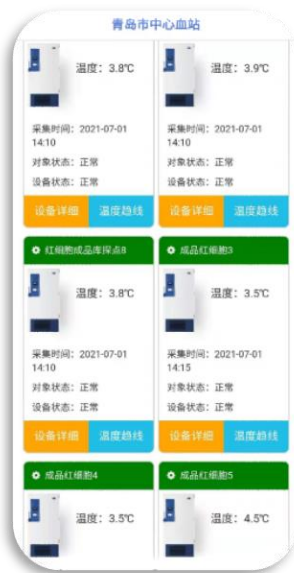 青岛市中心血站
温度：3.8℃
温度：3.9℃
采集时间：2021-07-01
14:10
对象状态：正常
设备状态：正常
采集时间：2021-07-01
14:10
对象状态：正常
设备状态：正常
设备详细 温度趋线
设备详细 温度趋线
红细胞成品库探点8
成品红细胞3
温度：3.8℃
温度：3.5℃
采集时间：2021-07-01
14:10
对象状态：正常
设备状态：正常
采集时间：2021-07-01
14:15
对象状态：正常
设备状态：正常
设备详细 温度趋线
设备详细 温度趋线
成品红细胞4
成品红细胞5
温度：3.5℃
温度：4.5℃